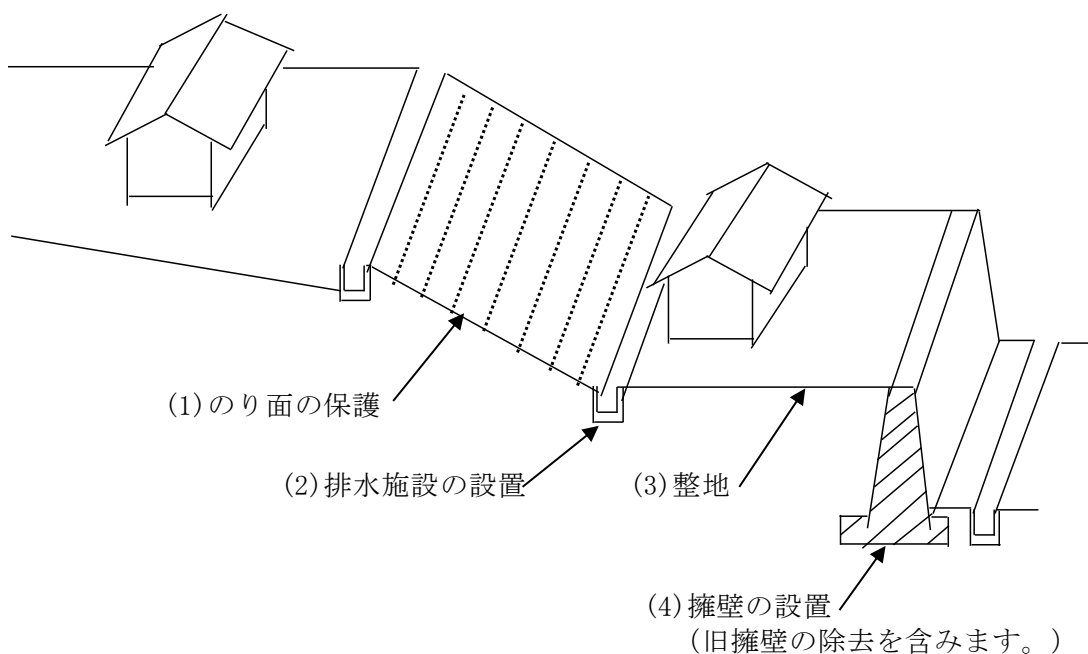 (1)のり面の保護
(2)排水施設の設置
(3)整地
(4)擁壁の設置
(旧擁壁の除去を含みます。)